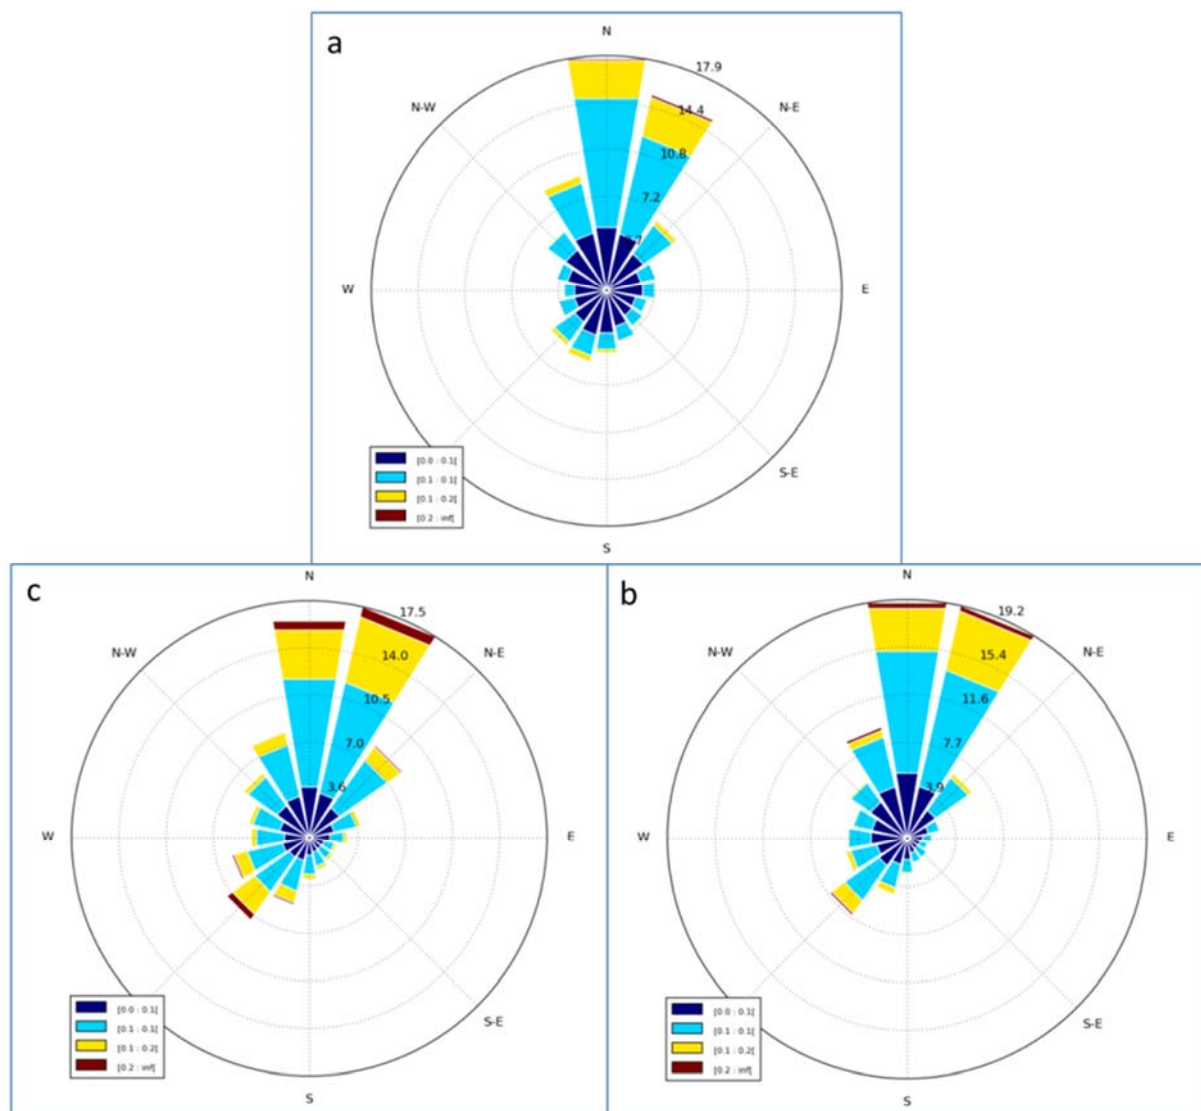 a
N
17.9
N-W
N-E
14.4
10.8
7.2
W
E
[0.0 : 0.1[
[0.1 : 0.1[
[0.1 : 0.2[
[0.2 : inf[
S-E
S
c
N
17.5
N-W
N-E
14.0
10.5
7.0
3.6
W
E
[0.0 : 0.1[
[0.1 : 0.1[
[0.1 : 0.2[
[0.2 : inf[
S-E
S
b
N
19.2
N-W
N-E
15.4
11.6
7.7
3.9
W
E
[0.0 : 0.1[
[0.1 : 0.1[
[0.1 : 0.2[
[0.2 : inf[
S-E
S